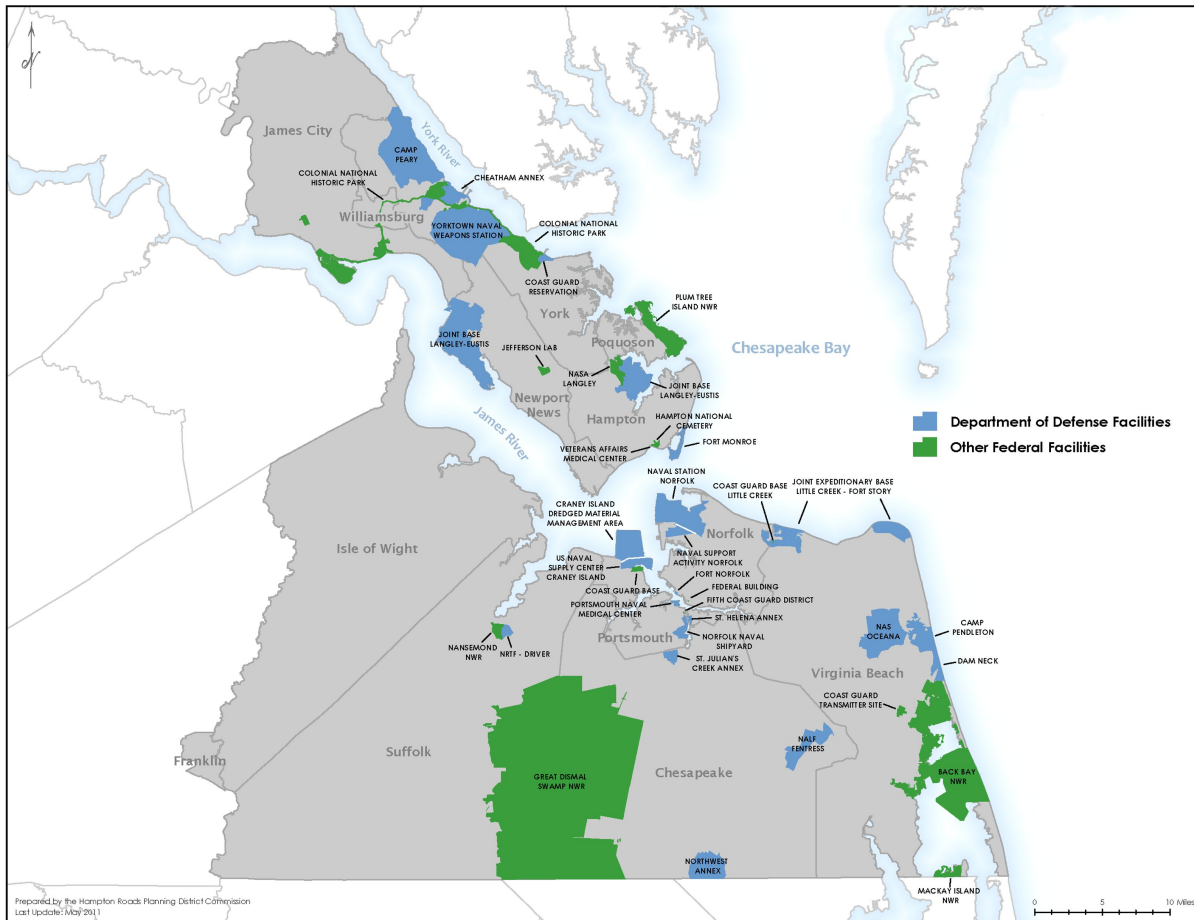 N
James City
York River
CAMP
PEARY
COLONIAL NATIONAL
HISTORIC PARK
CHEATHAM ANNEX
Williamsburg
YORKTOWN NAVAL
WEAPONS STATION
COLONIAL NATIONAL
HISTORIC PARK
COAST GUARD
RESERVATION
York
PLUM TREE
ISLAND NWR
Poquoson
JOINT BASE
LANGLEY-EUSTIS
JEFFERSON LAB
NASA
LANGLEY
JOINT BASE
LANGLEY-EUSTIS
Chesapeake Bay
Newport
News
Hampton
HAMPTON NATIONAL
CEMETERY
James River
VETERANS AFFAIRS
MEDICAL CENTER
FORT MONROE
Department of Defense Facilities
Other Federal Facilities
NAVAL STATION
NORFOLK
COAST GUARD BASE
LITTLE CREEK
JOINT EXPEDITIONARY BASE
LITTLE CREEK - FORT STORY
CRANEY ISLAND
DREDGED MATERIAL
MANAGEMENT AREA
Norfolk
Isle of Wight
US NAVAL
SUPPLY CENTER
CRANEY ISLAND
NAVAL SUPPORT
ACTIVITY NORFOLK
FORT NORFOLK
COAST GUARD BASE
FEDERAL BUILDING
PORTSMOUTH NAVAL
MEDICAL CENTER
FIFTH COAST GUARD DISTRICT
ST. HELENA ANNEX
Portsmouth
NORFOLK NAVAL
SHIPYARD
NANSEMOND
NWR
NRTF - DRIVER
ST. JULIAN'S
CREEK ANNEX
NAS
OCEANA
CAMP
PENDLETON
DAM NECK
Virginia Beach
COAST GUARD
TRANSMITTER SITE
Suffolk
Franklin
NALF
FENTRESS
GREAT DISMAL
SWAMP NWR
Chesapeake
BACK BAY
NWR
NORTHWEST
ANNEX
MACKAY ISLAND
NWR
Prepared by the Hampton Roads Planning District Commission
Last Update: May 2011
0 5 10 Miles